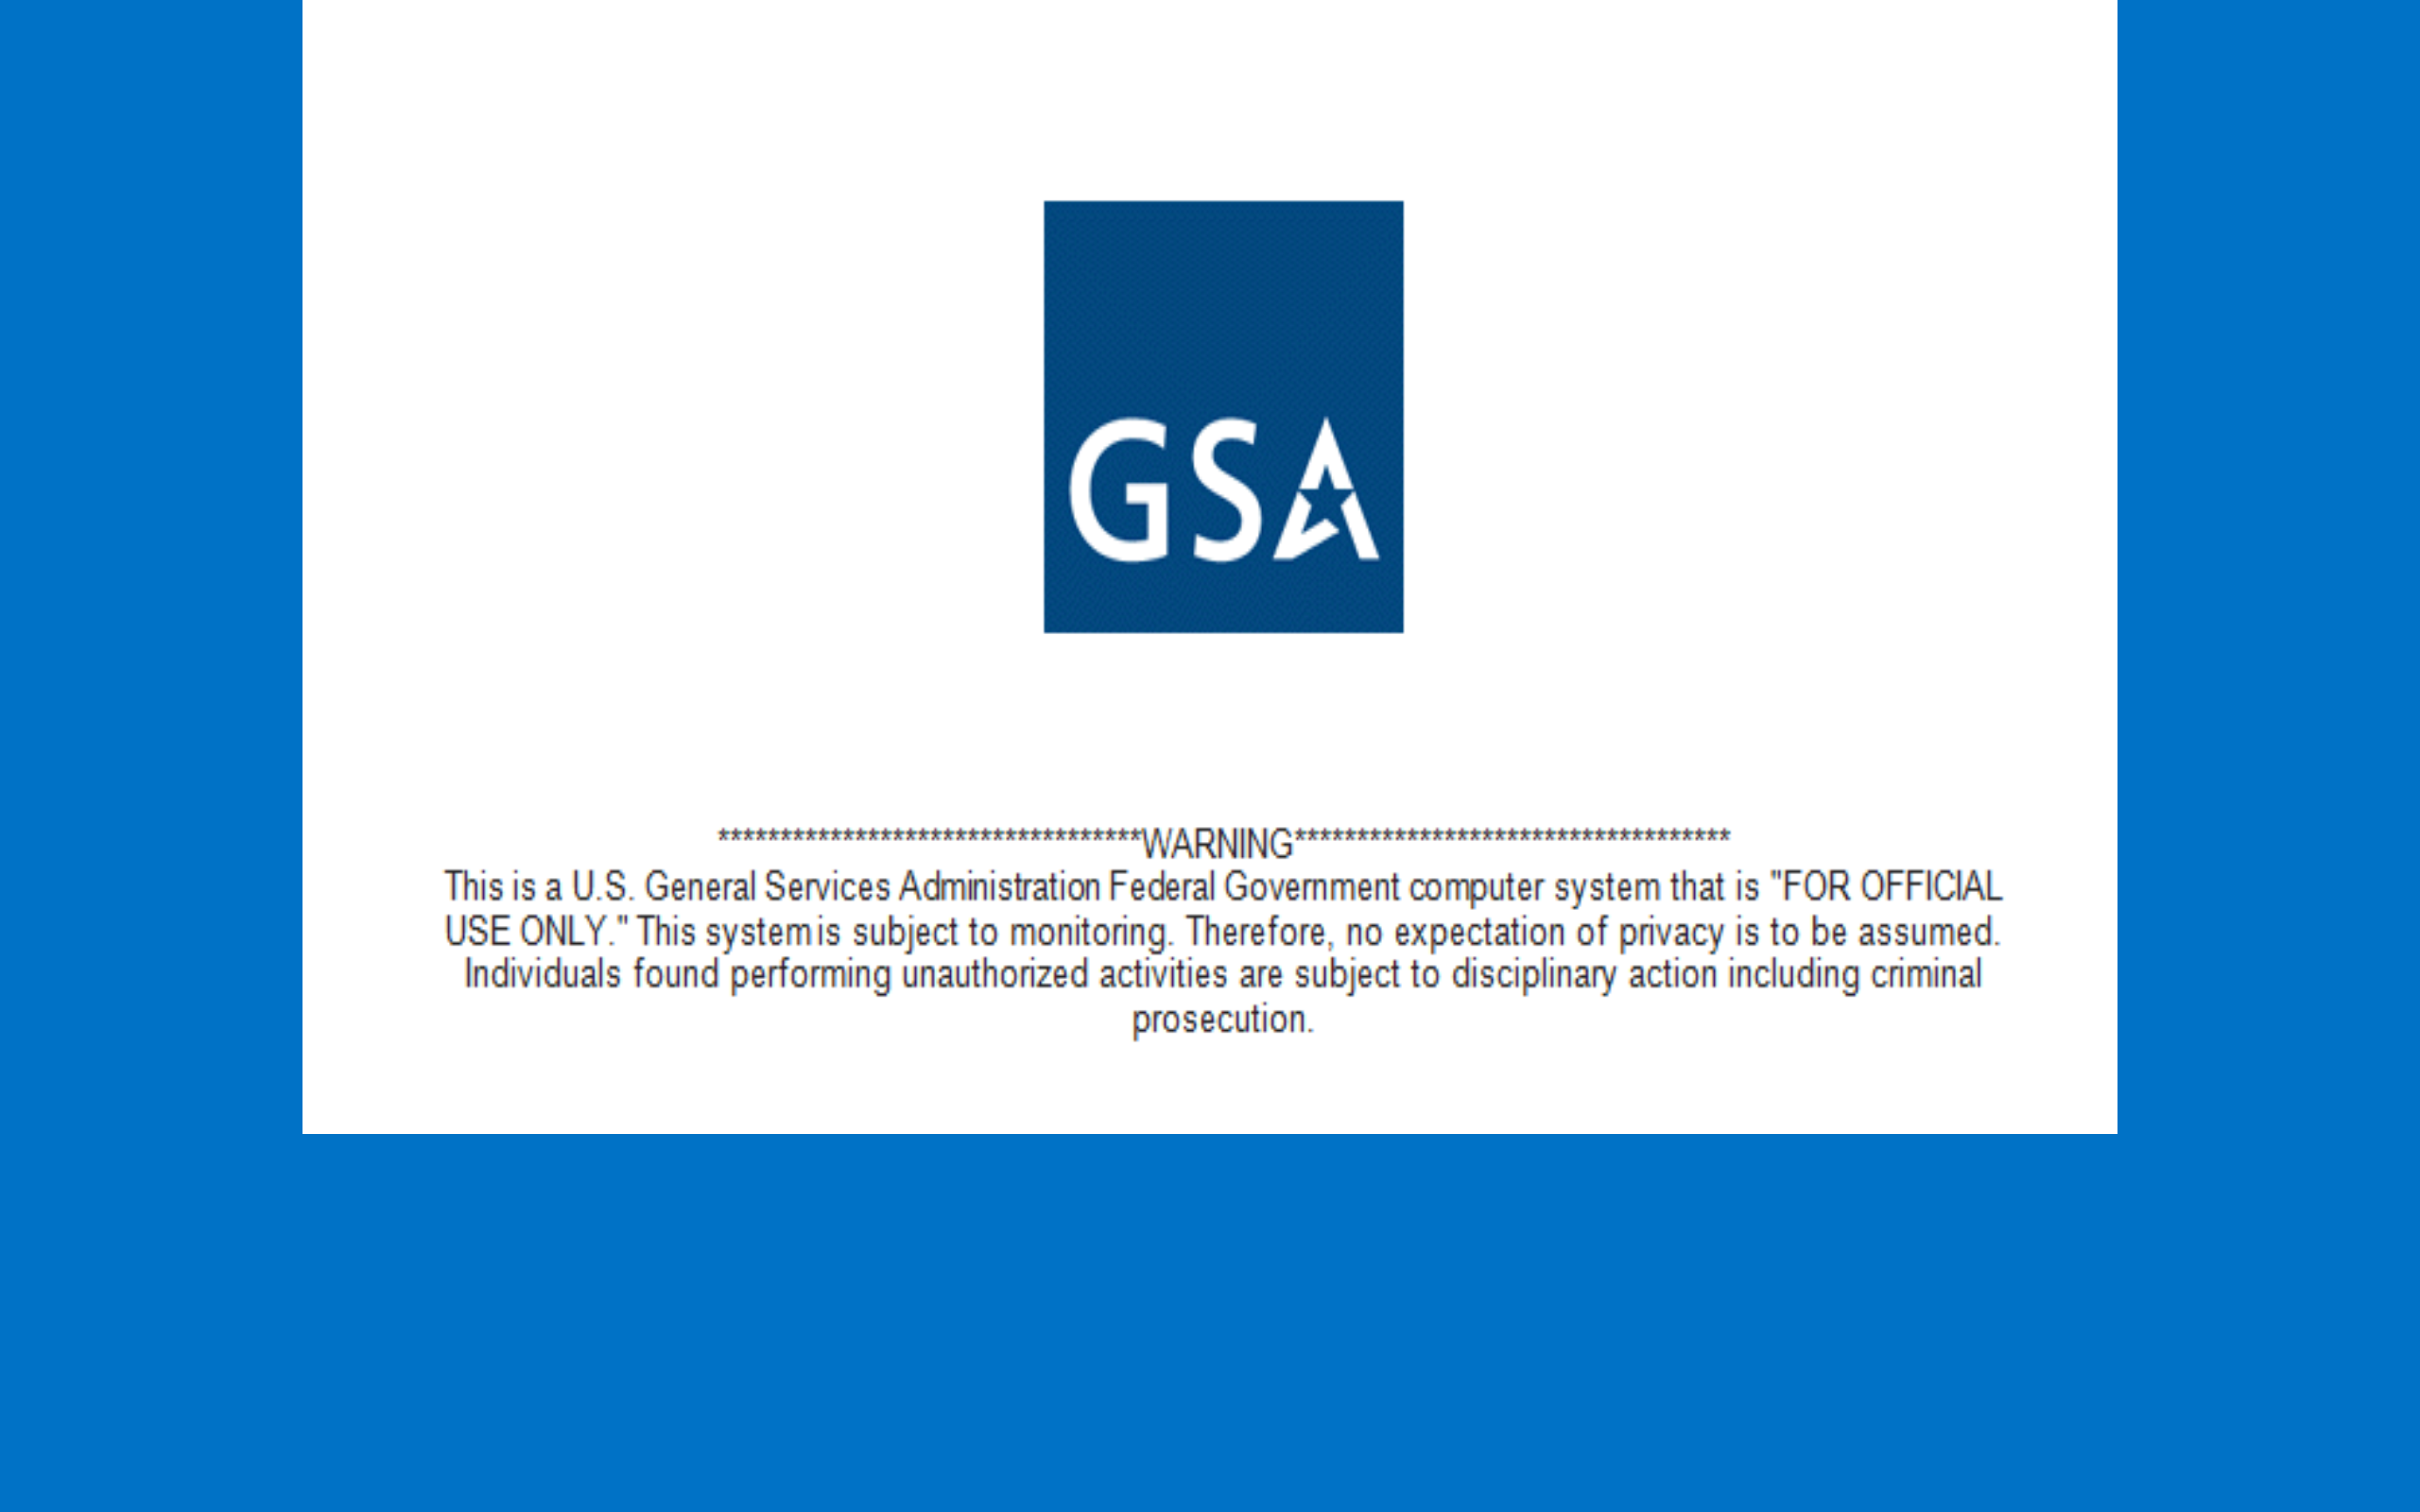 GSA
**********************************WARNING***********************************
This is a U.S. General Services Administration Federal Government computer system that is "FOR OFFICIAL
USE ONLY." This system is subject to monitoring. Therefore, no expectation of privacy is to be assumed.
Individuals found performing unauthorized activities are subject to disciplinary action including criminal
prosecution.